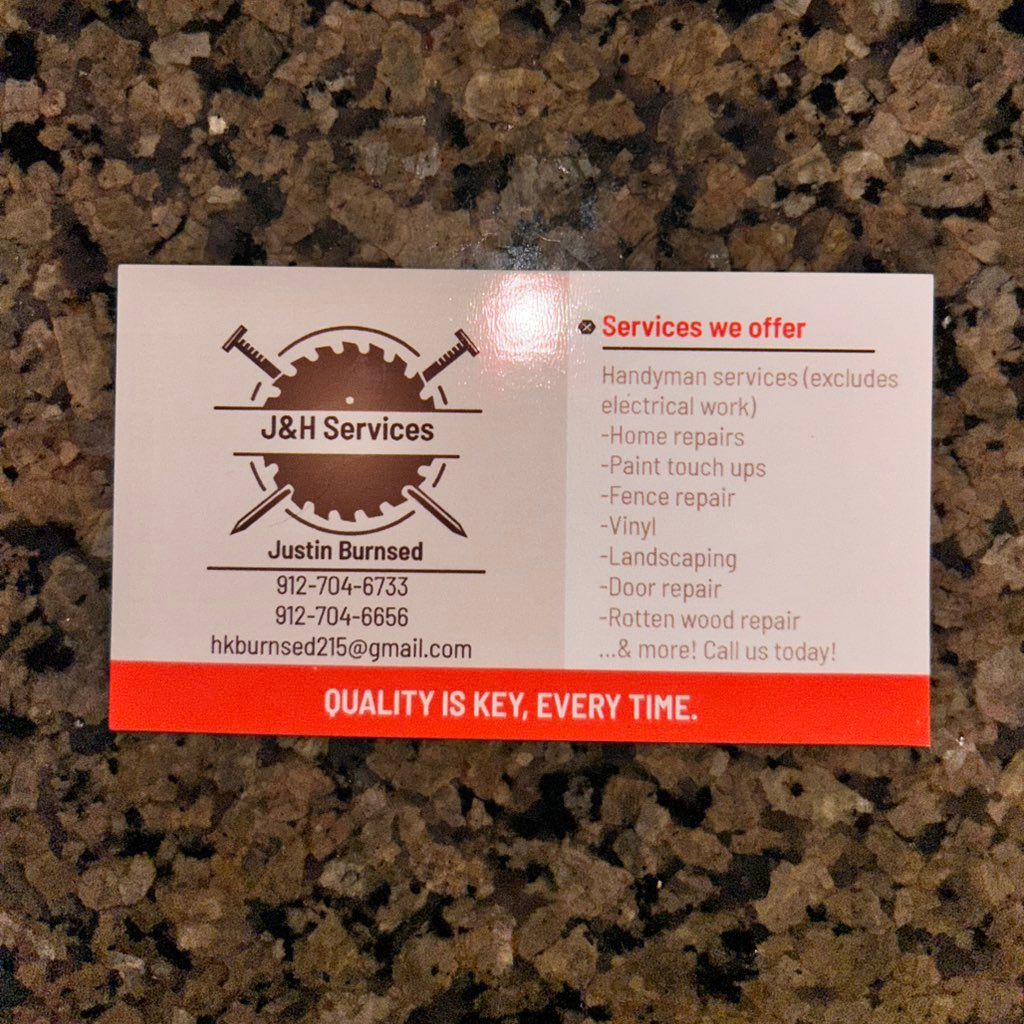 J&H Services
Justin Burnsed
912-704-6733
912-704-6656
hkburnsed215@gmail.com
Services we offer
Handyman services (excludes
electrical work)
-Home repairs
-Paint touch ups
-Fence repair
-Vinyl
-Landscaping
-Door repair
-Rotten wood repair
...& more! Call us today!
QUALITY IS KEY, EVERY TIME.